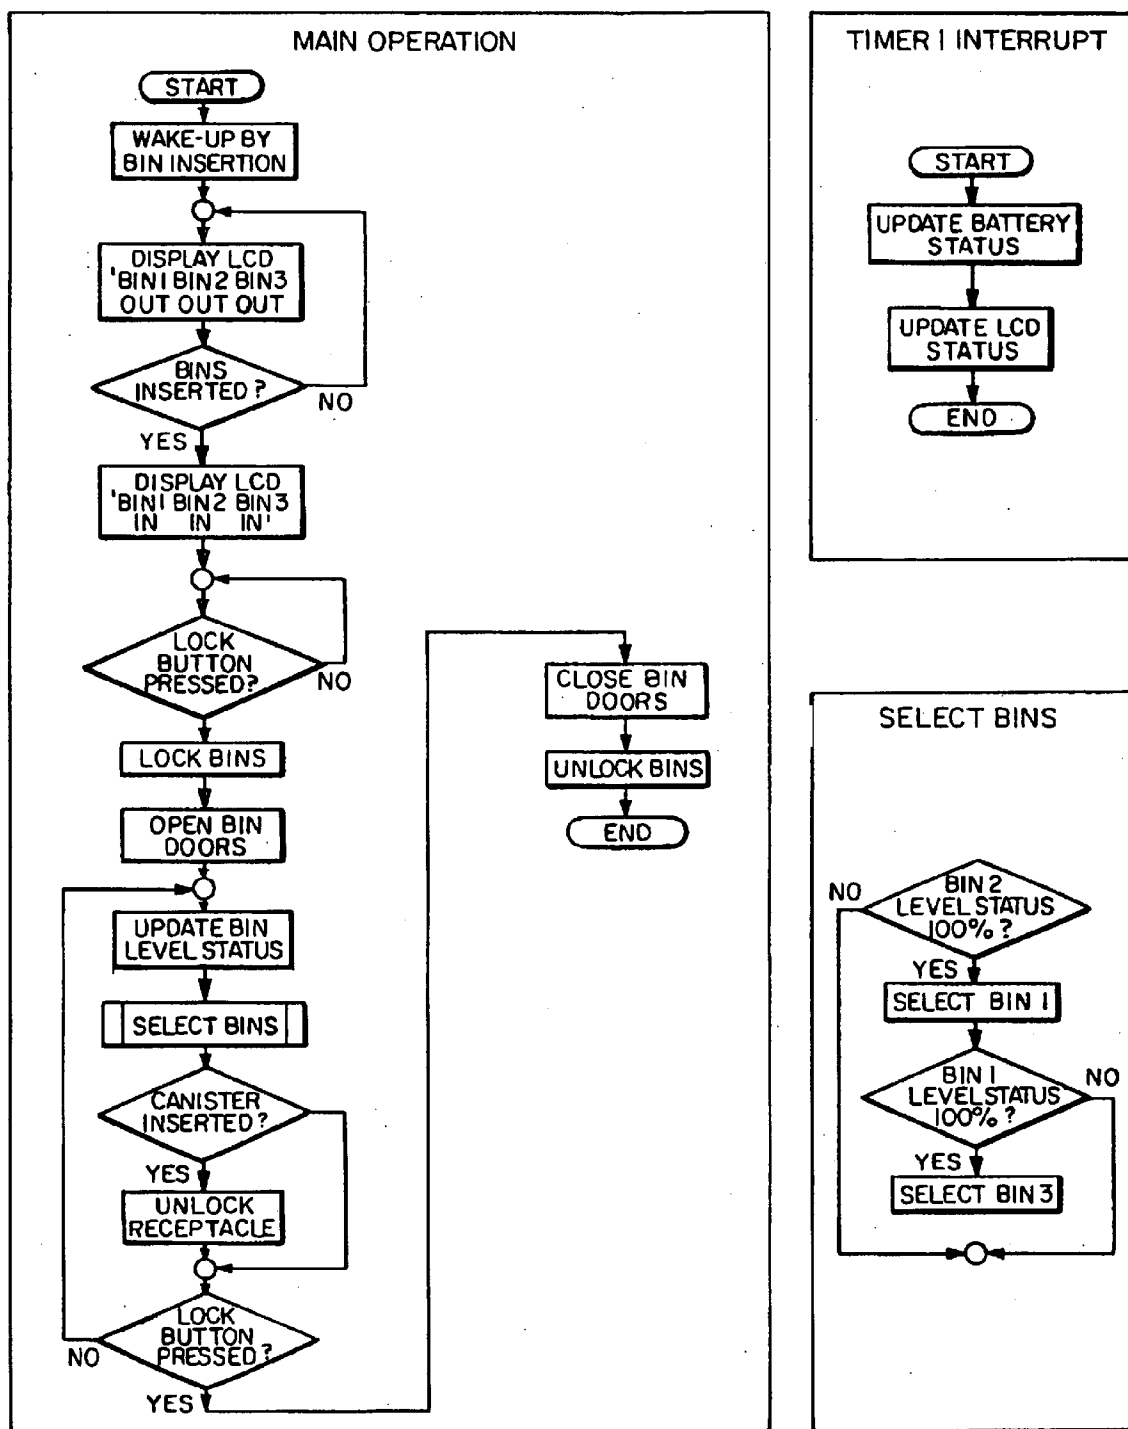 MAIN OPERATION
START
WAKE-UP BY
BIN INSERTION
DISPLAY LCD
'BIN1 BIN2 BIN3
OUT OUT OUT
BINS
INSERTED?
NO
YES
DISPLAY LCD
'BIN1 BIN2 BIN3
IN IN IN'
LOCK
BUTTON
PRESSED?
NO
LOCK BINS
OPEN BIN
DOORS
UPDATE BIN
LEVEL STATUS
SELECT BINS
CANISTER
INSERTED?
YES
UNLOCK
RECEPTACLE
LOCK
BUTTON
PRESSED?
NO
YES
CLOSE BIN
DOORS
UNLOCK BINS
END
TIMER 1 INTERRUPT
START
UPDATE BATTERY
STATUS
UPDATE LCD
STATUS
END
SELECT BINS
BIN 2
LEVEL STATUS
100%?
NO
YES
SELECT BIN 1
BIN 1
LEVEL STATUS
100%?
NO
YES
SELECT BIN 3